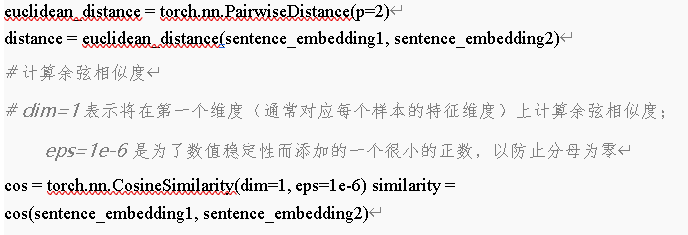 euclidean_distance = torch.nn.PairwiseDistance(p=2)↵
distance = euclidean_distance(sentence_embedding1, sentence_embedding2)↵
#计算余弦相似度↵
# dim=1表示将在第一个维度（通常对应每个样本的特征维度）上计算余弦相似度；
eps=1e-6是为了数值稳定性而添加的一个很小的正数，以防止分母为零↵
cos = torch.nn.CosineSimilarity(dim=1, eps=1e-6) similarity =
cos(sentence_embedding1, sentence_embedding2)↵